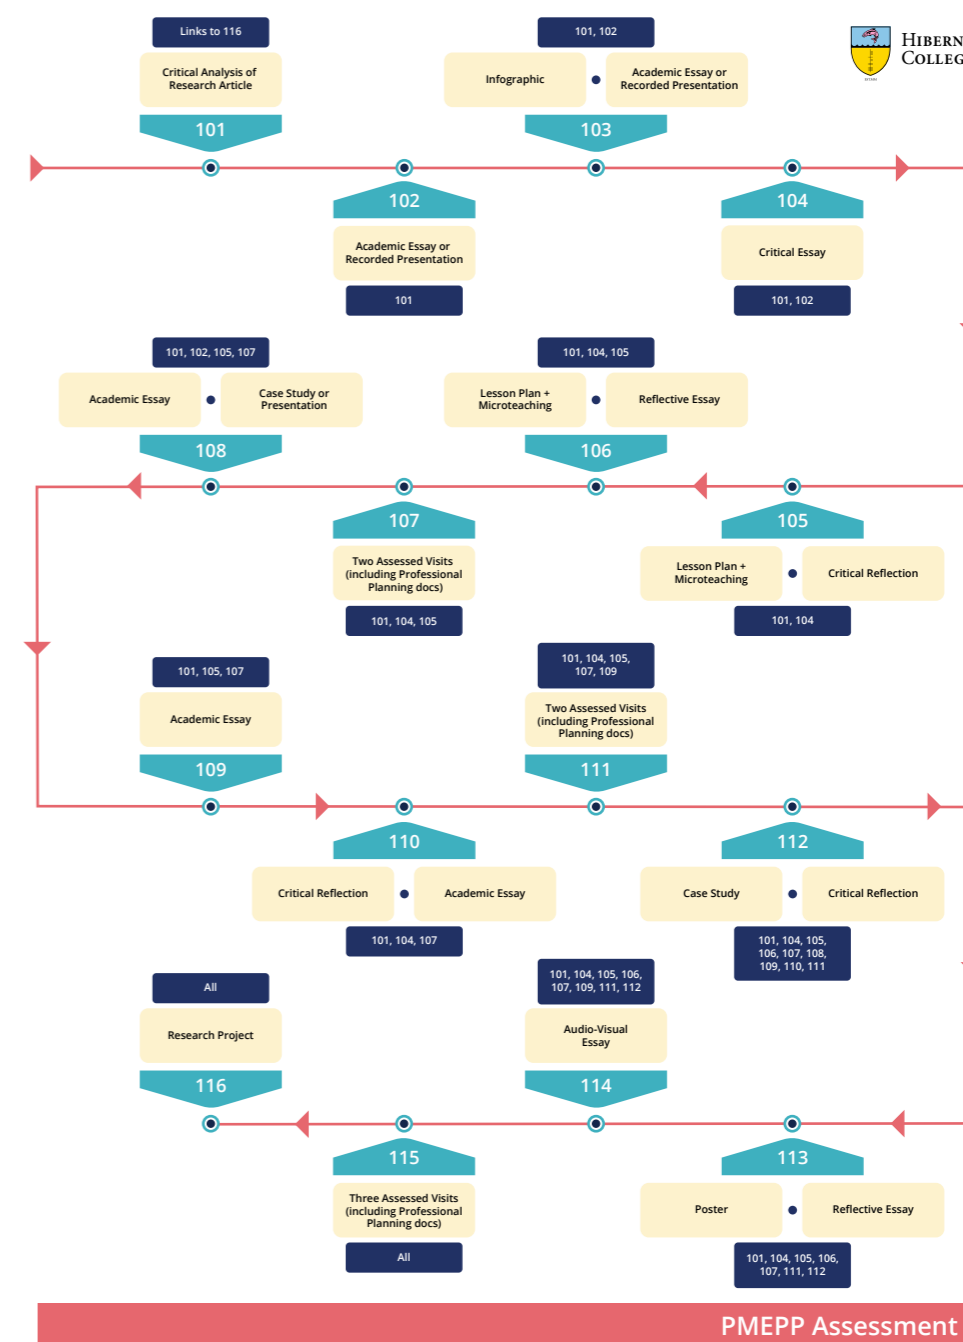 Links to 116
Critical Analysis of
Research Article
101
101, 102
Infographic
Academic Essay or
Recorded Presentation
103
HIBERN
COLLEG
102
Academic Essay or
Recorded Presentation
101
104
Critical Essay
101, 102
101, 102, 105, 107
Academic Essay
Case Study or
Presentation
108
101, 104, 105
Lesson Plan +
Microteaching
Reflective Essay
106
107
Two Assessed Visits
(including Professional
Planning docs)
101, 104, 105
105
Lesson Plan +
Microteaching
Critical Reflection
101, 104
101, 105, 107
Academic Essay
109
101, 104, 105,
107, 109
Two Assessed Visits
(including Professional
Planning docs)
111
110
Critical Reflection
Academic Essay
101, 104, 107
112
Case Study
Critical Reflection
101, 104, 105,
106, 107, 108,
109, 110, 111
All
Research Project
116
101, 104, 105, 106,
107, 109, 111, 112
Audio-Visual
Essay
114
115
Three Assessed Visits
(including Professional
Planning docs)
All
113
Poster
Reflective Essay
101, 104, 105, 106,
107, 111, 112
PMEPP Assessment